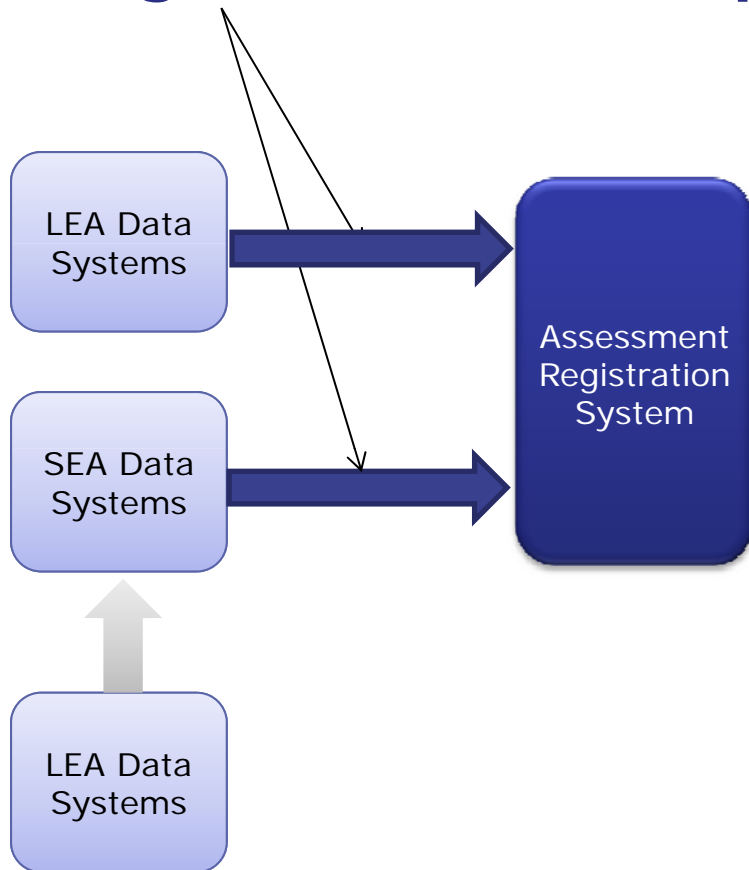 LEA Data
Systems
Assessment
Registration
System
SEA Data
Systems
LEA Data
Systems